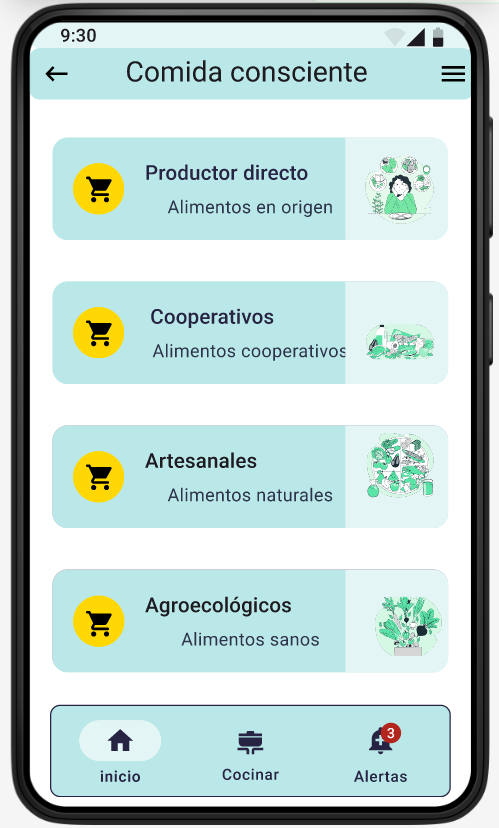 9:30
Comida consciente
Productor directo
Alimentos en origen
Cooperativos
Alimentos cooperativos
Artesanales
Alimentos naturales
Agroecológicos
Alimentos sanos
3
inicio
Cocinar
Alertas